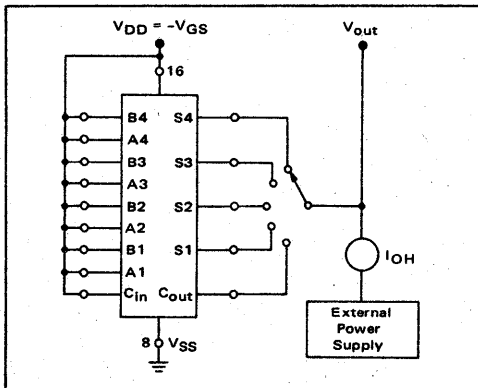 VDD = -VGS
Vout
16
B4 S4
A4
B3 S3
A3
B2 S2
A2
B1 S1
A1
Cin Cout
IOH
8 VSS
External
Power
Supply